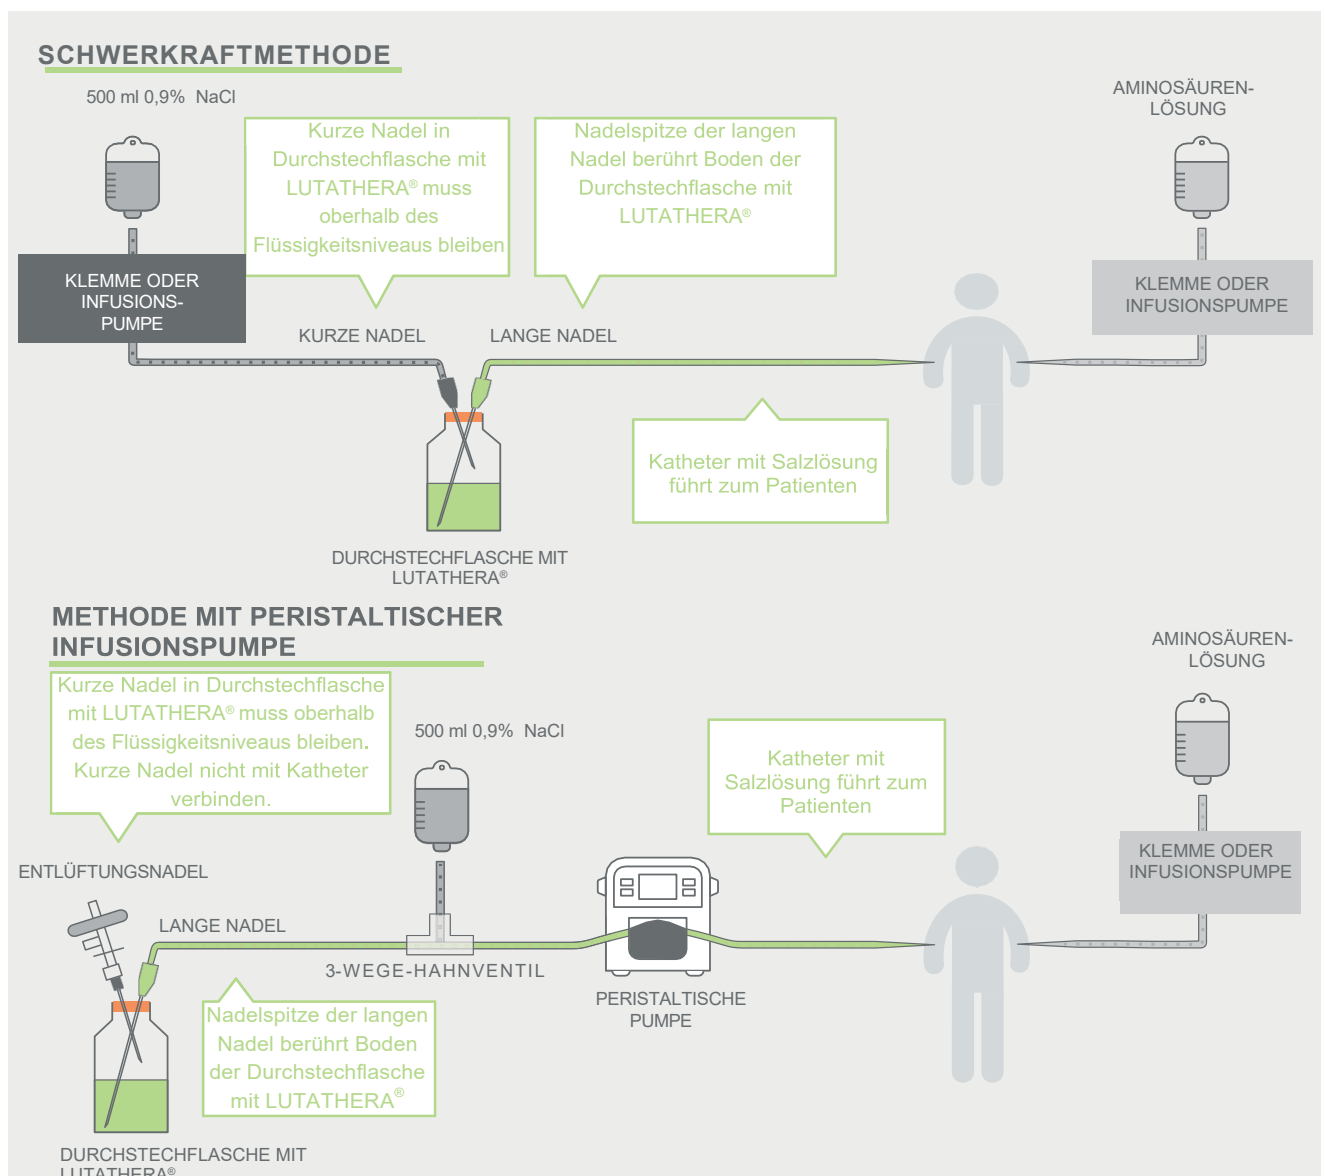 SCHWERKRAFTMETHODE
500 ml 0,9% NaCl
AMINOSÄUREN-
LÖSUNG
Kurze Nadel in
Durchstechflasche mit
LUTATHERA® muss
oberhalb des
Flüssigkeitsniveaus bleiben
Nadelspitze der langen
Nadel berührt Boden der
Durchstechflasche mit
LUTATHERA®
KLEMME ODER
INFUSIONS-
PUMPE
KLEMME ODER
INFUSIONSPUMPE
KURZE NADEL
LANGE NADEL
Katheter mit Salzlösung
führt zum Patienten
DURCHSTECHFLASCHE MIT
LUTATHERA®
METHODE MIT PERISTALTISCHER
INFUSIONSPUMPE
AMINOSÄUREN-
LÖSUNG
Kurze Nadel in Durchstechflasche
mit LUTATHERA® muss oberhalb
des Flüssigkeitsniveaus bleiben.
Kurze Nadel nicht mit Katheter
verbinden.
500 ml 0,9% NaCl
Katheter mit
Salzlösung führt zum
Patienten
KLEMME ODER
INFUSIONSPUMPE
ENTLÜFTUNGSNADEL
LANGE NADEL
3-WEGE-HAHNVENTIL
PERISTALTISCHE
PUMPE
Nadelspitze der langen
Nadel berührt Boden
der Durchstechflasche
mit LUTATHERA®
DURCHSTECHFLASCHE MIT
LUTATHERA®